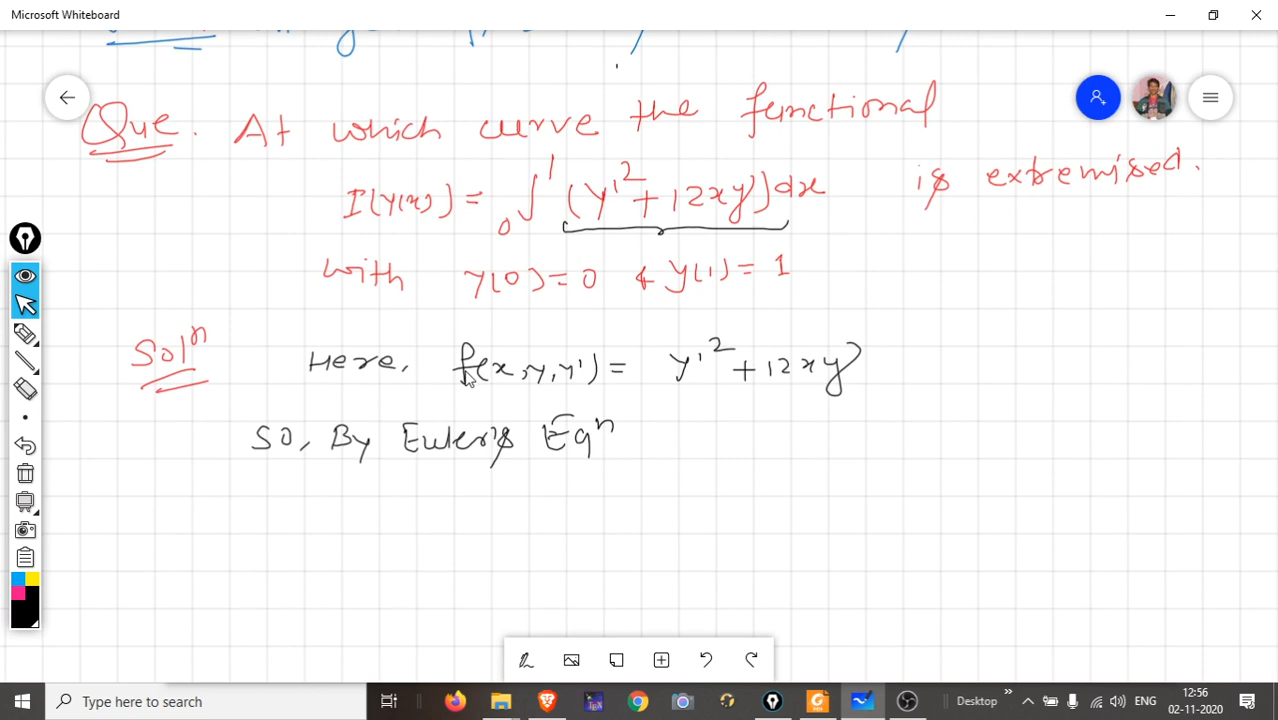 Microsoft Whiteboard
Que. At which curve the functional
I(y(x)) = ∫₀¹ (y'² + 12xy) dx is extremised.
with y(0) = 0 & y(1) = 1
Solⁿ Here, f(x, y, y') = y'² + 12xy
So, By Euler's Eqⁿ
Type here to search
Desktop
ENG
12:56
02-11-2020